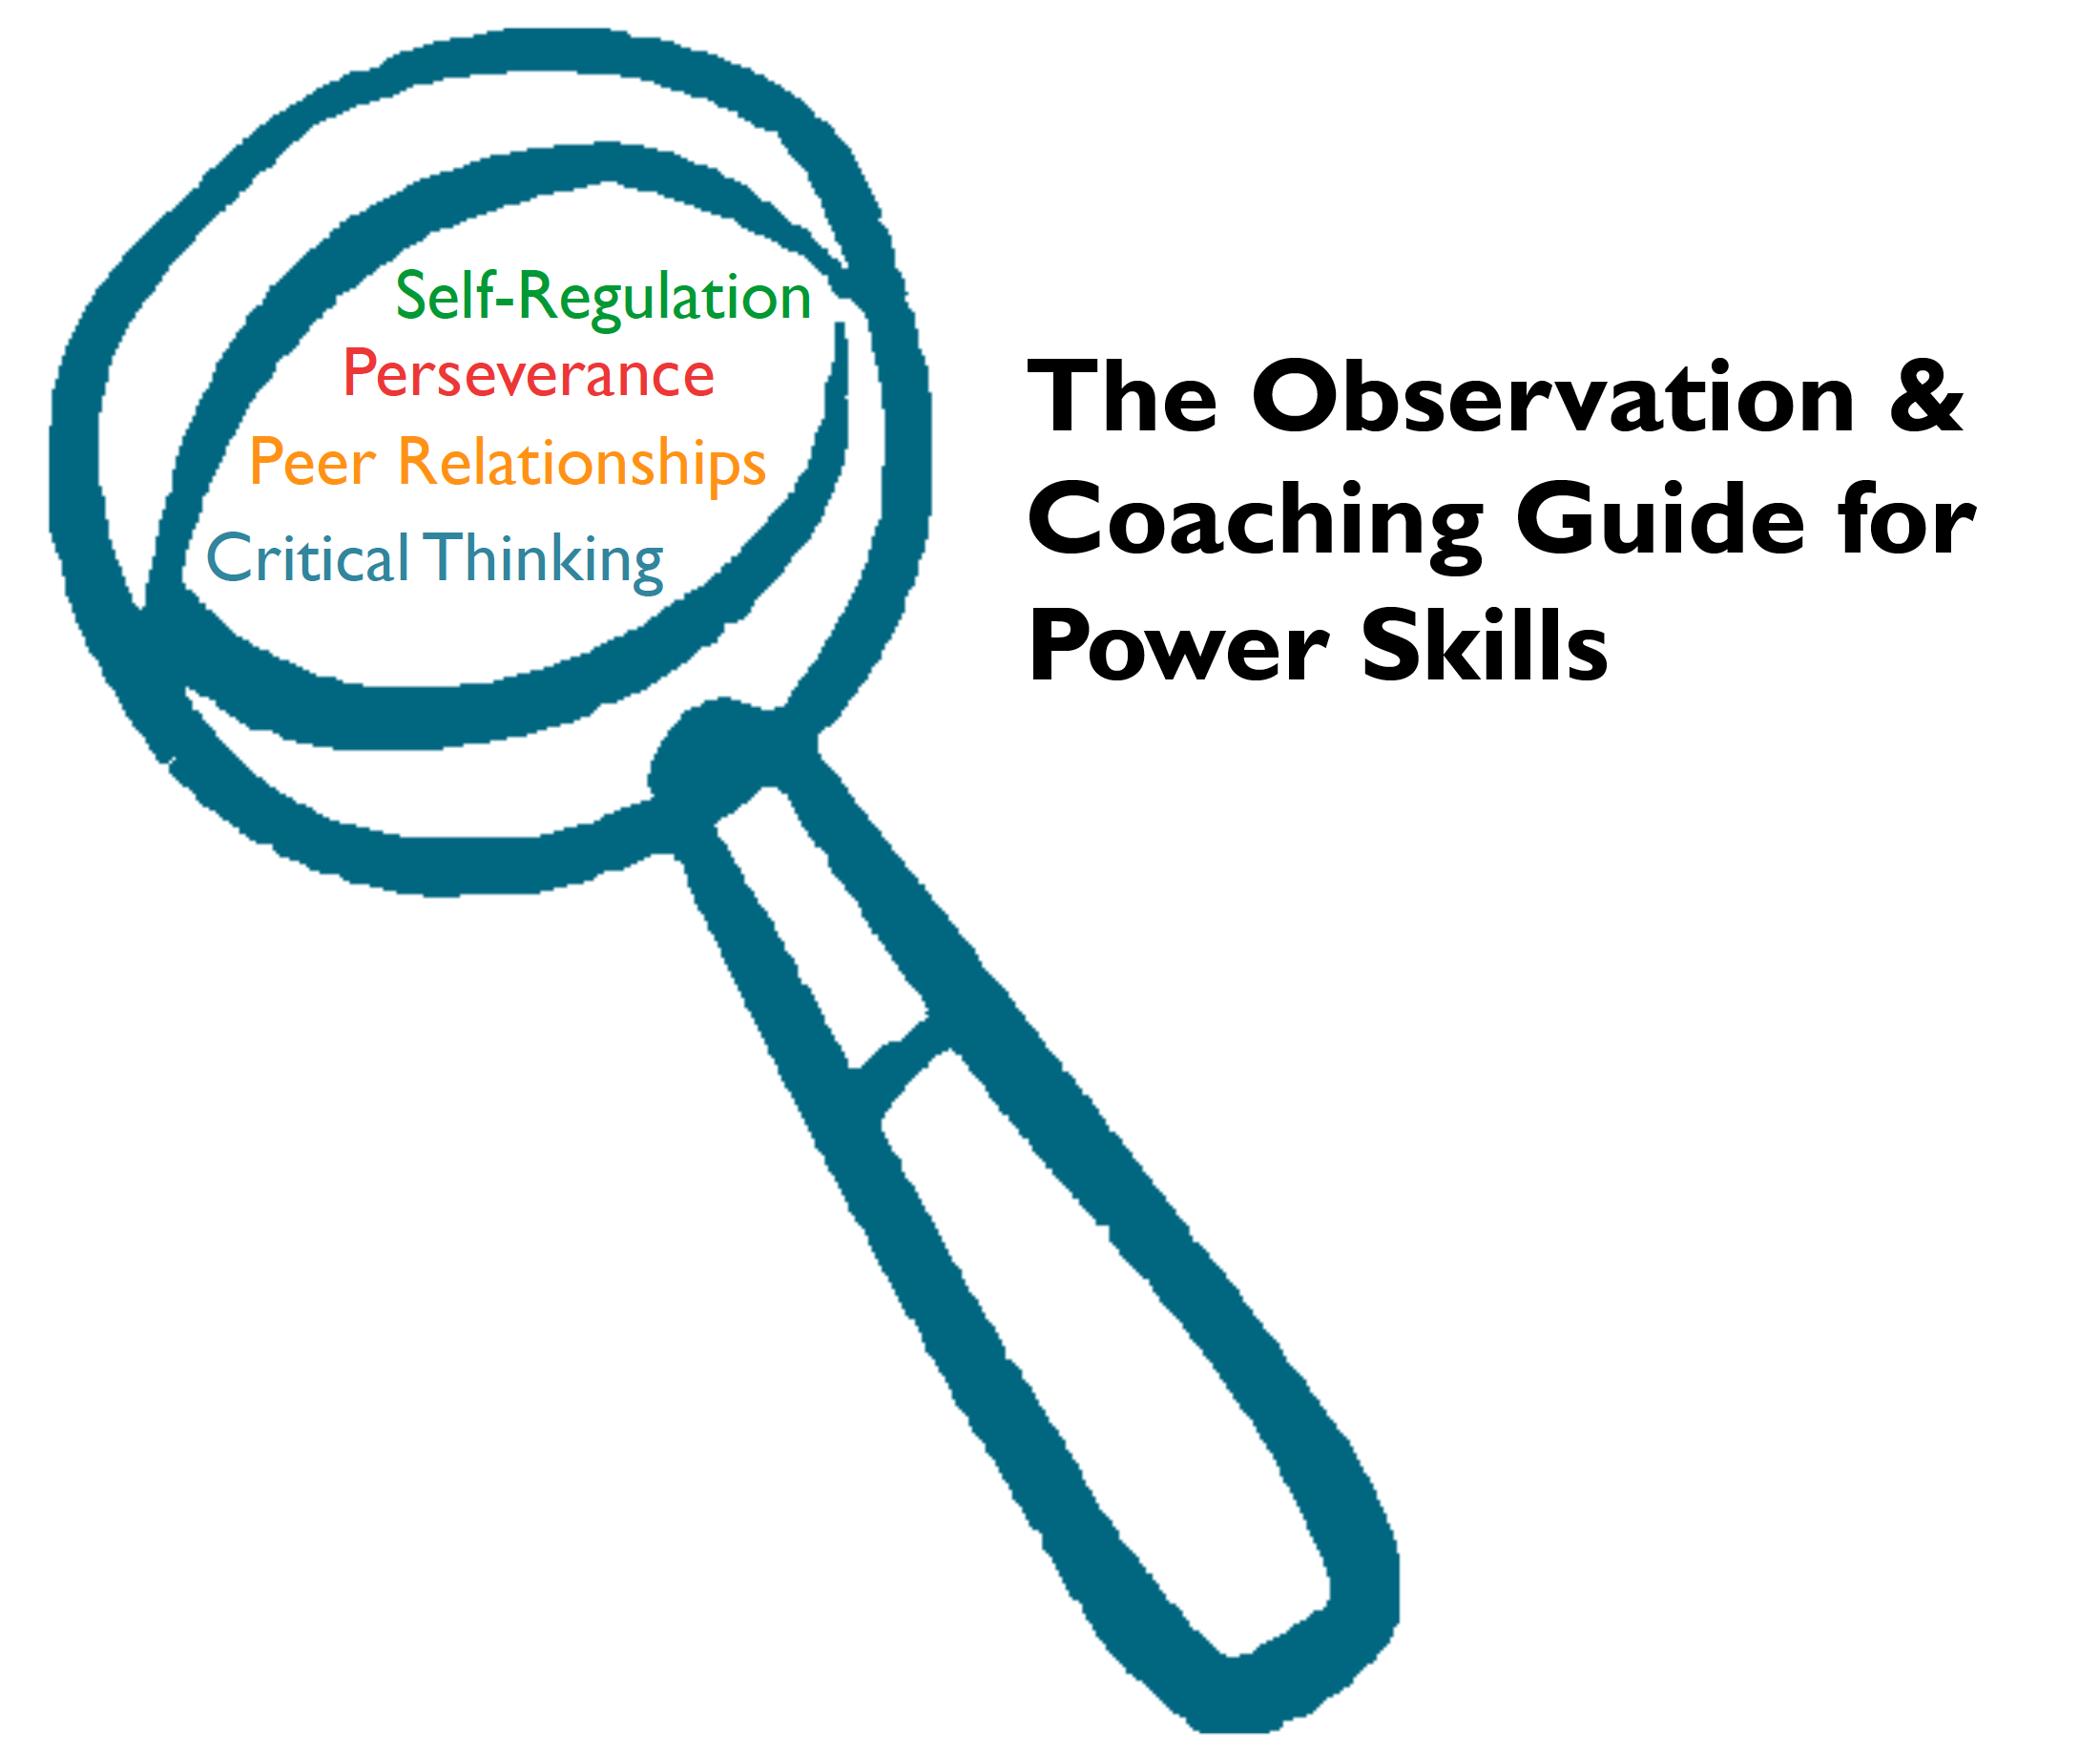 Self-Regulation
Perseverance
Peer Relationships
Critical Thinking
The Observation &
Coaching Guide for
Power Skills